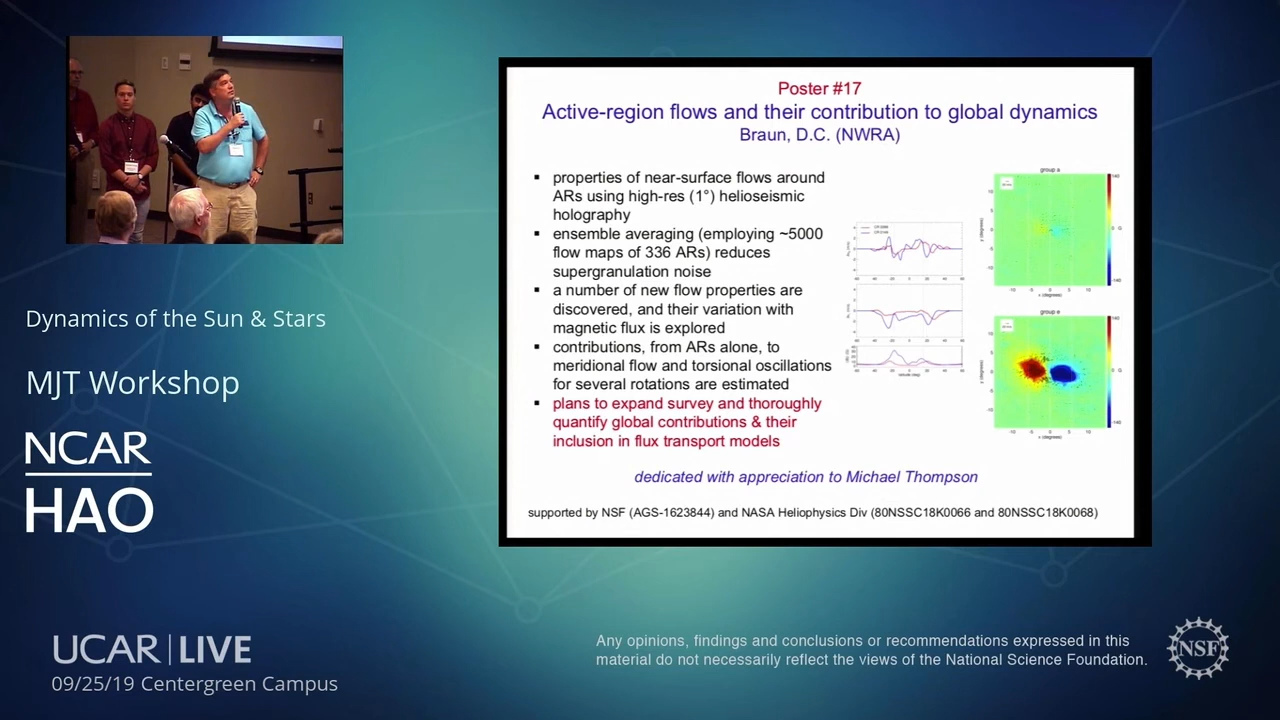 Poster #17
Active-region flows and their contribution to global dynamics
Braun, D.C. (NWRA)
▪ properties of near-surface flows around
ARs using high-res (1°) helioseismic
holography
▪ ensemble averaging (employing ~5000
flow maps of 336 ARs) reduces
supergranulation noise
▪ a number of new flow properties are
discovered, and their variation with
magnetic flux is explored
▪ contributions, from ARs alone, to
meridional flow and torsional oscillations
for several rotations are estimated
▪ plans to expand survey and thoroughly
quantify global contributions & their
inclusion in flux transport models
group a
x (degrees)
group e
x (degrees)
dedicated with appreciation to Michael Thompson
supported by NSF (AGS-1623844) and NASA Heliophysics Div (80NSSC18K0066 and 80NSSC18K0068)
Dynamics of the Sun & Stars
MJT Workshop
NCAR
HAO
UCAR | LIVE
09/25/19 Centergreen Campus
Any opinions, findings and conclusions or recommendations expressed in this
material do not necessarily reflect the views of the National Science Foundation.
NSF